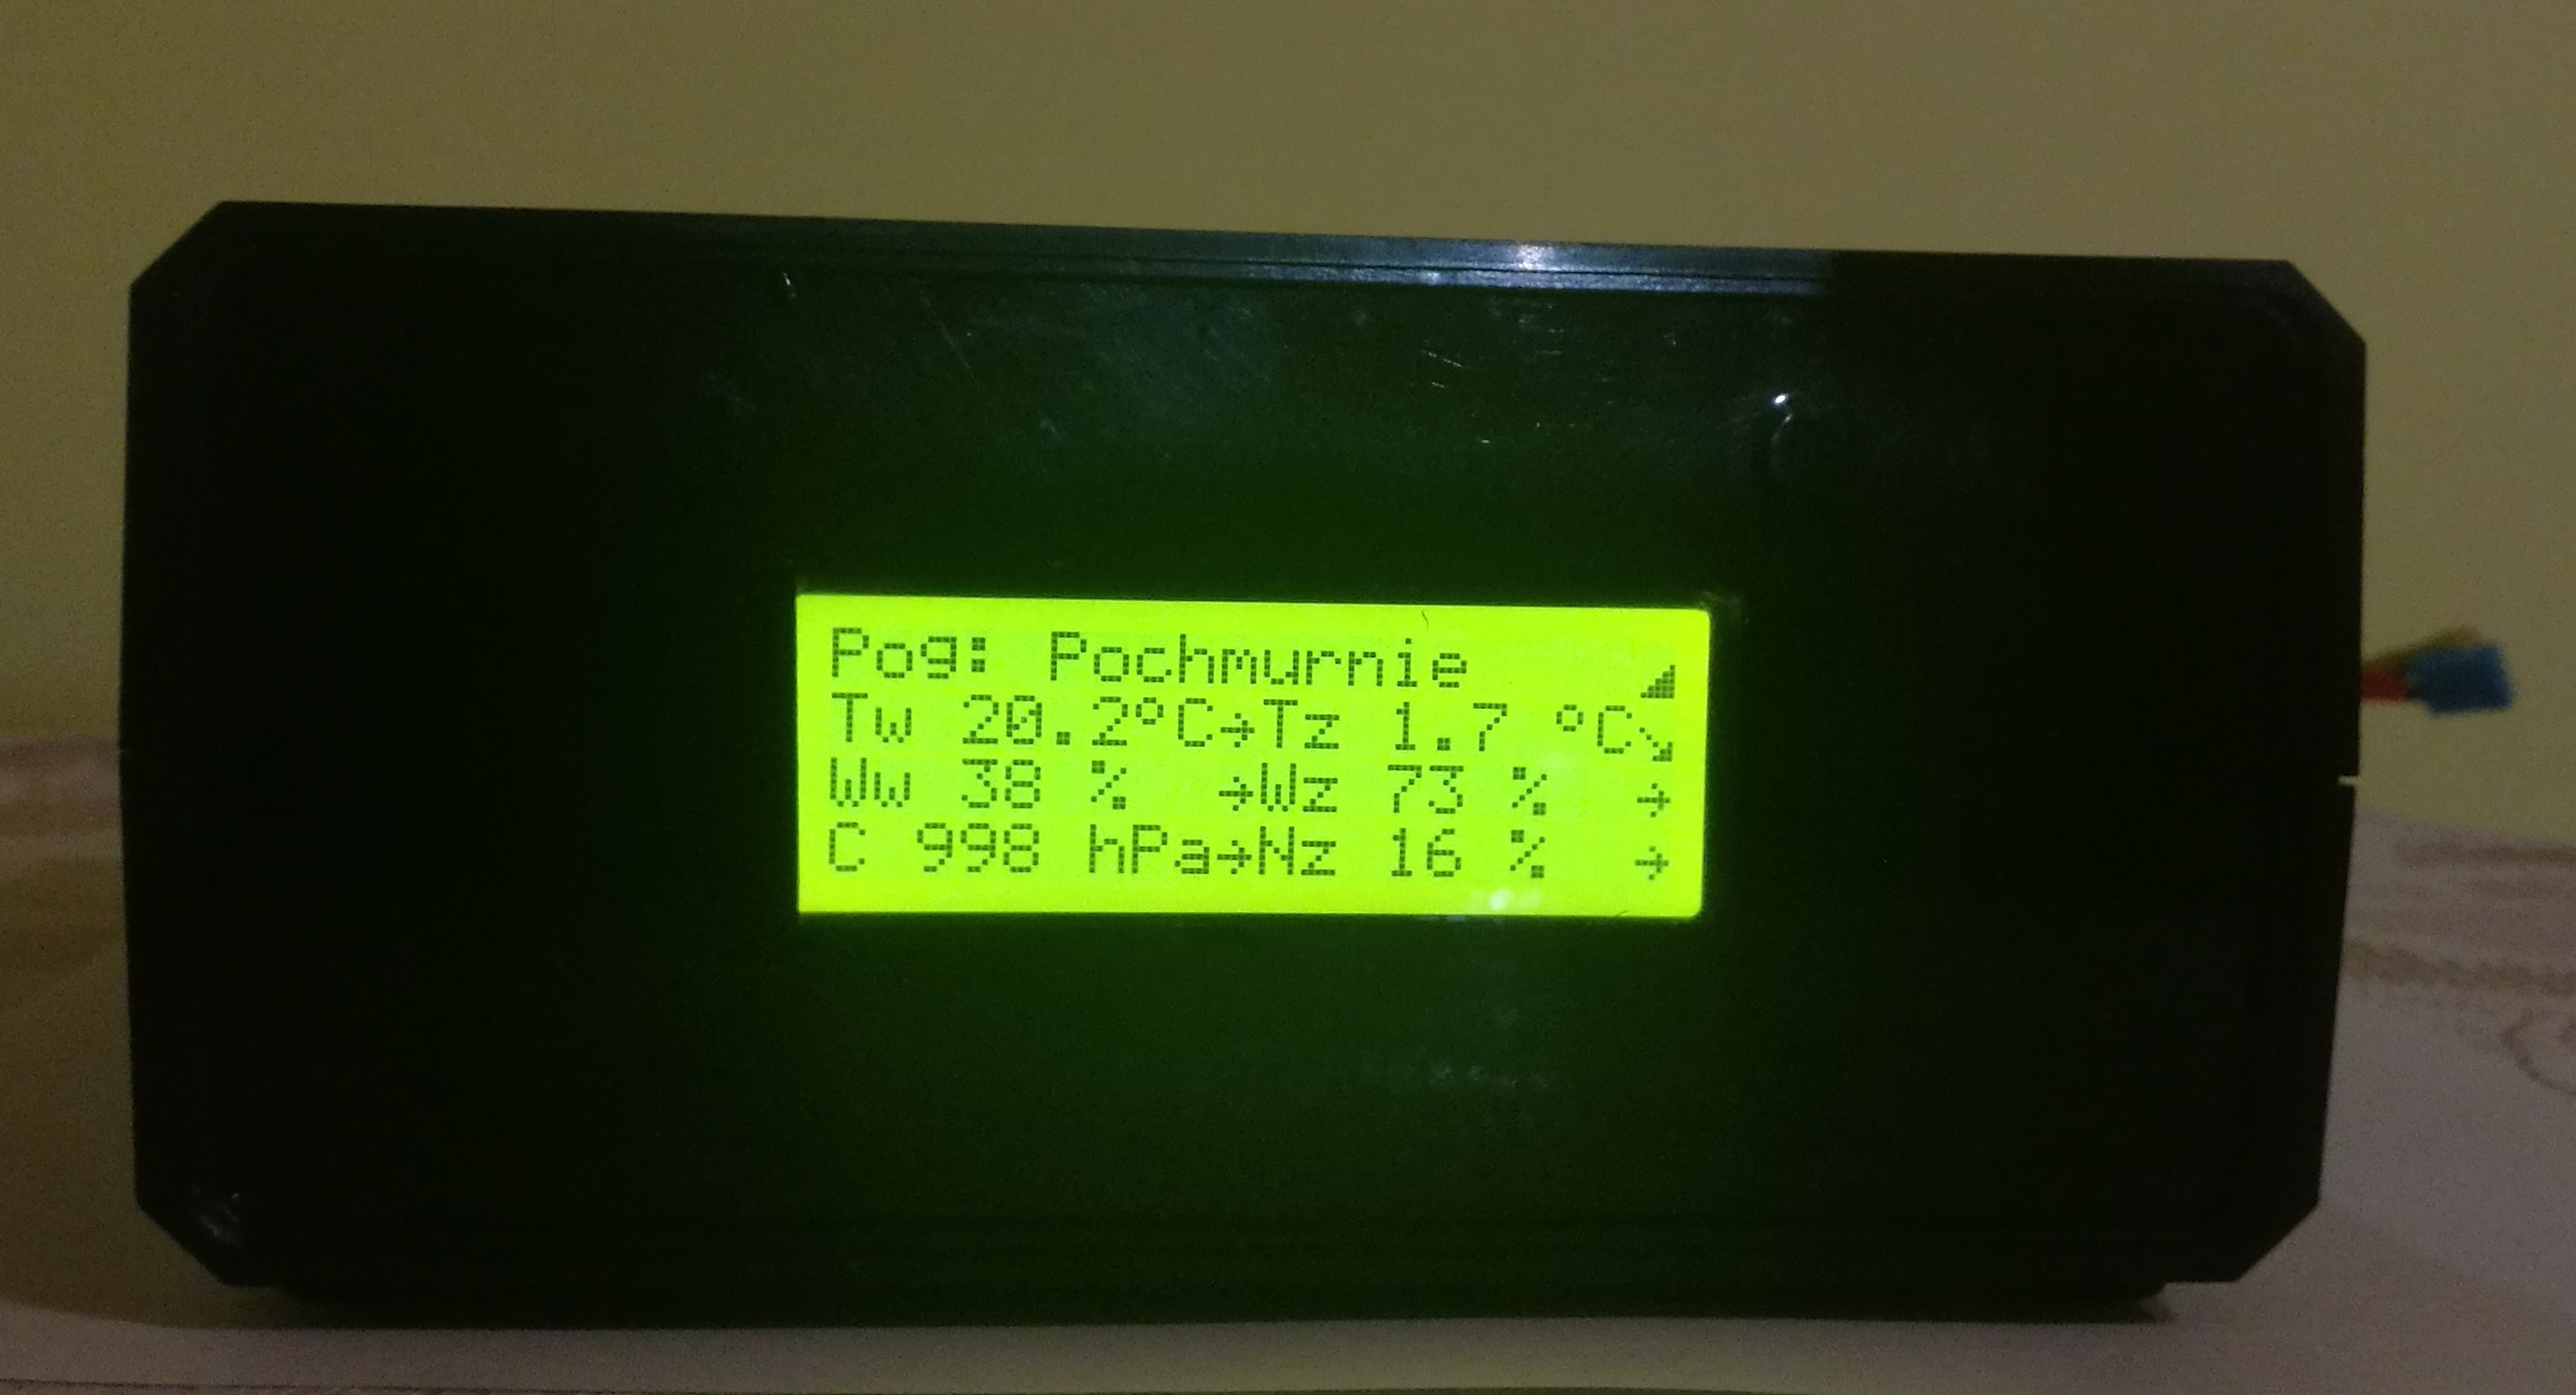 Pog: Pochmurnie
Tw 20.2°C→Tz 1.7 °C↘
Ww 38 %  →Wz 73 %  →
C 998 hPa→Nz 16 %  →